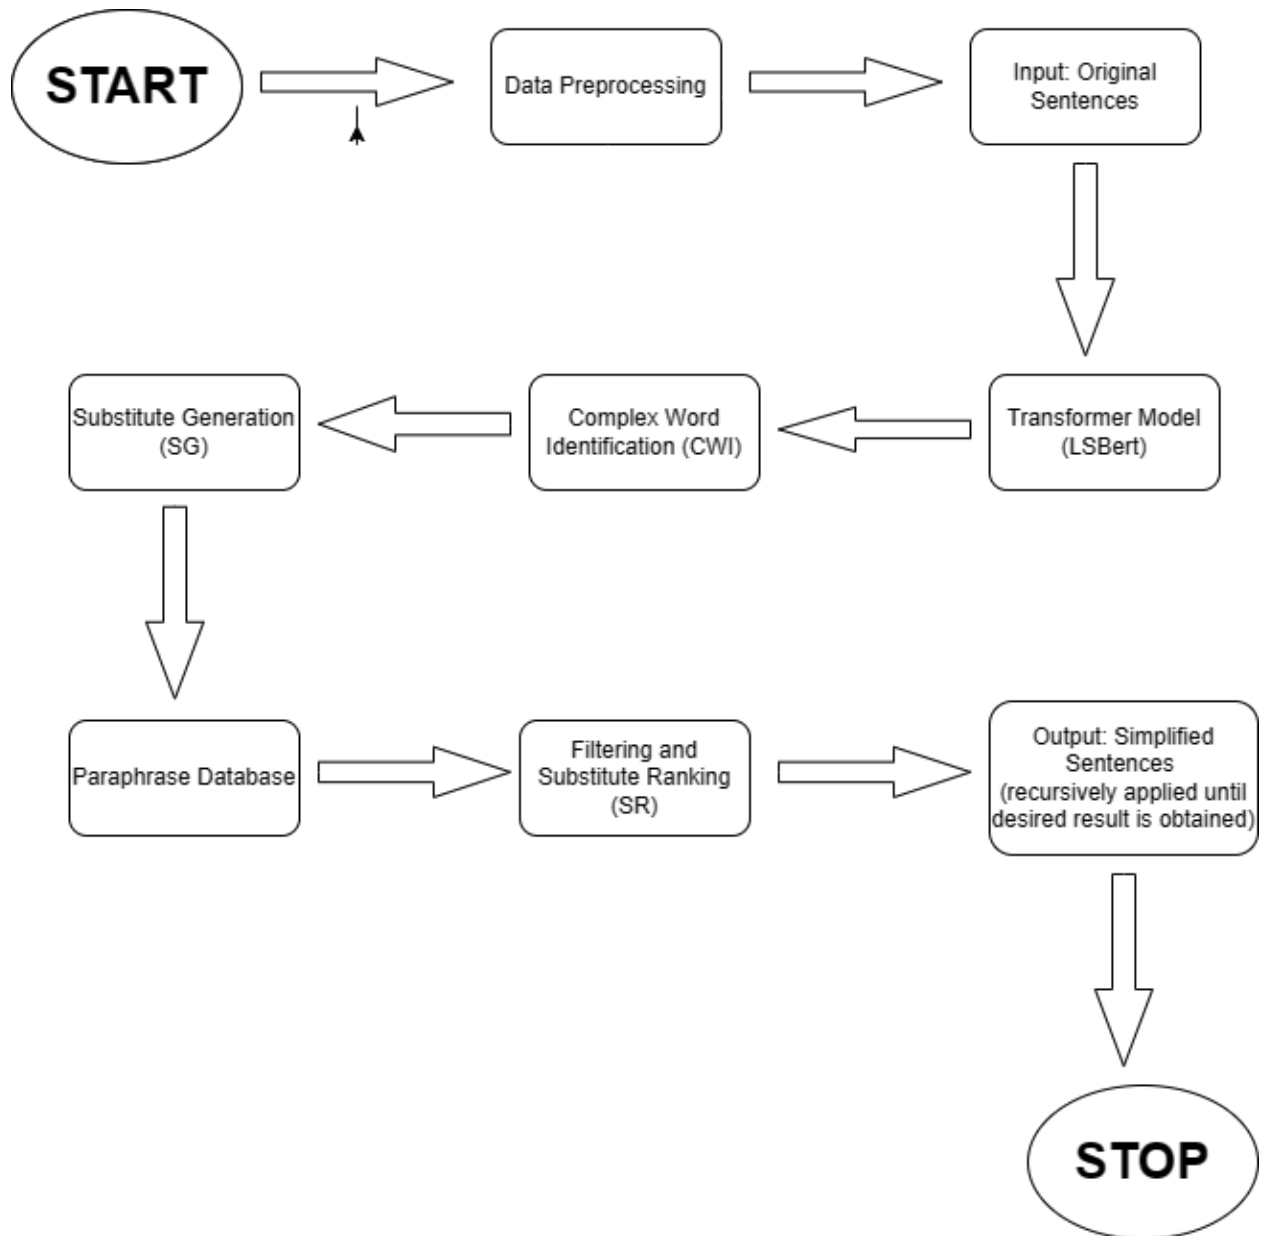 START
Data Preprocessing
Input: Original
Sentences
Transformer Model
(LSBert)
Complex Word
Identification (CWI)
Substitute Generation
(SG)
Paraphrase Database
Filtering and
Substitute Ranking
(SR)
Output: Simplified
Sentences
(recursively applied until
desired result is obtained)
STOP